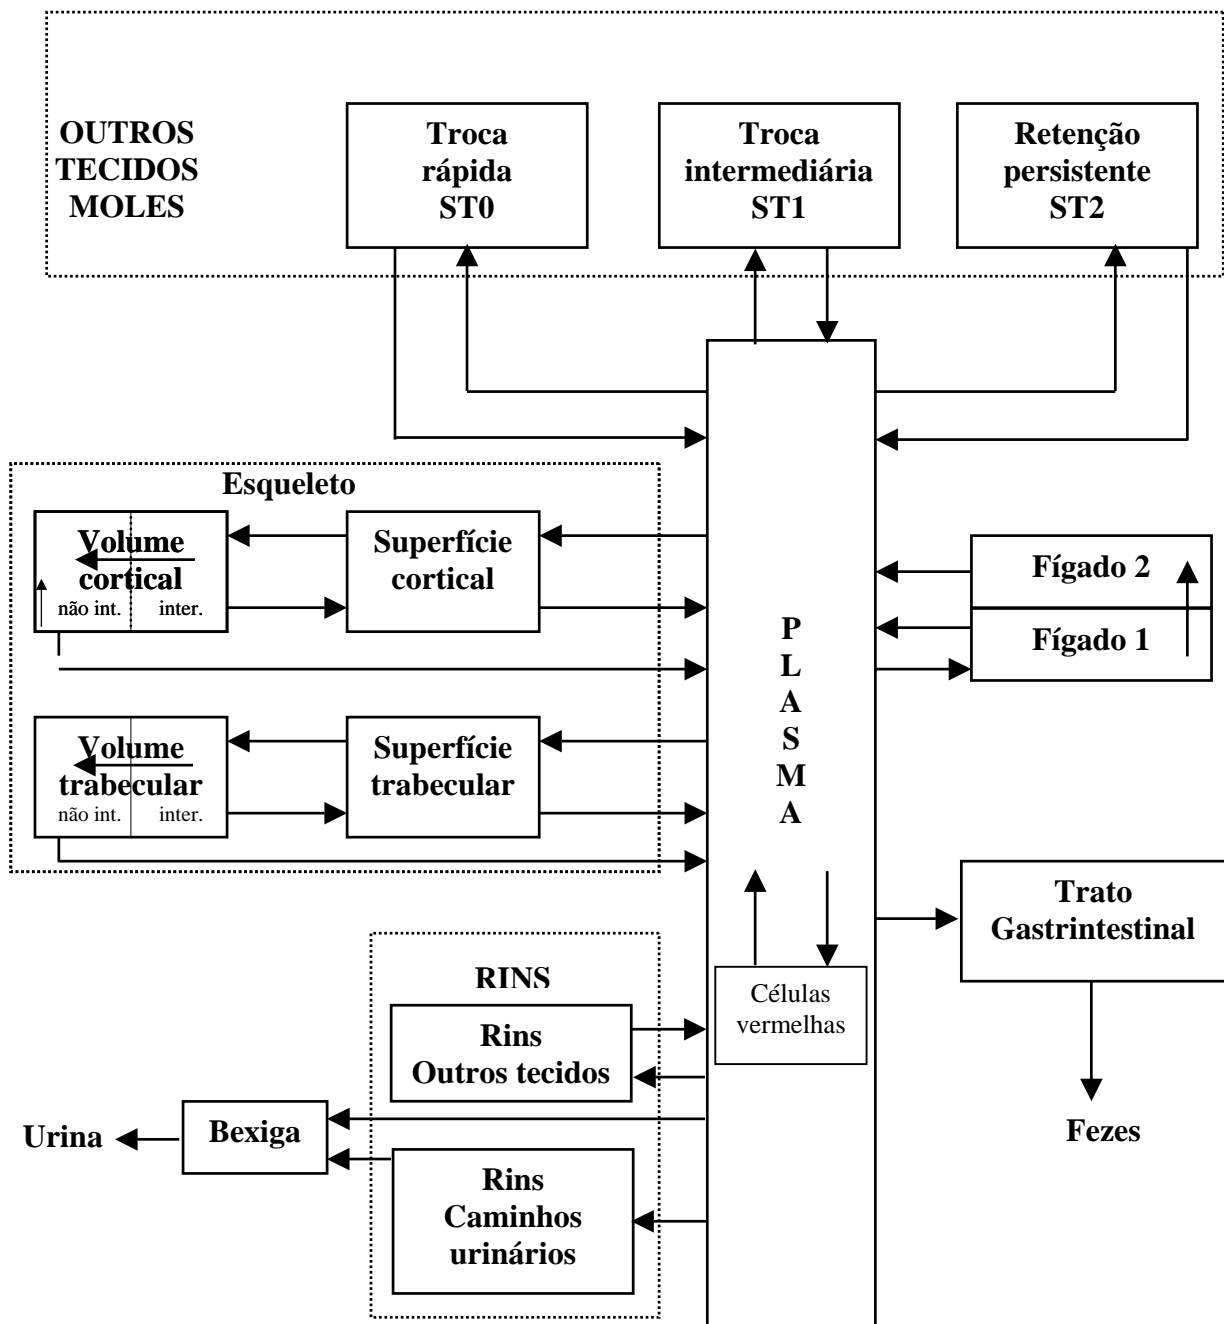 OUTROS
TECIDOS
MOLES
Troca
rápida
ST0
Troca
intermediária
ST1
Retenção
persistente
ST2
Esqueleto
Volume
cortical
não int. inter.
Superfície
cortical
Volume
trabecular
não int. inter.
Superfície
trabecular
P
L
A
S
M
A
Fígado 2
Fígado 1
Trato
Gastrintestinal
Fezes
Células
vermelhas
RINS
Rins
Outros tecidos
Rins
Caminhos
urinários
Bexiga
Urina